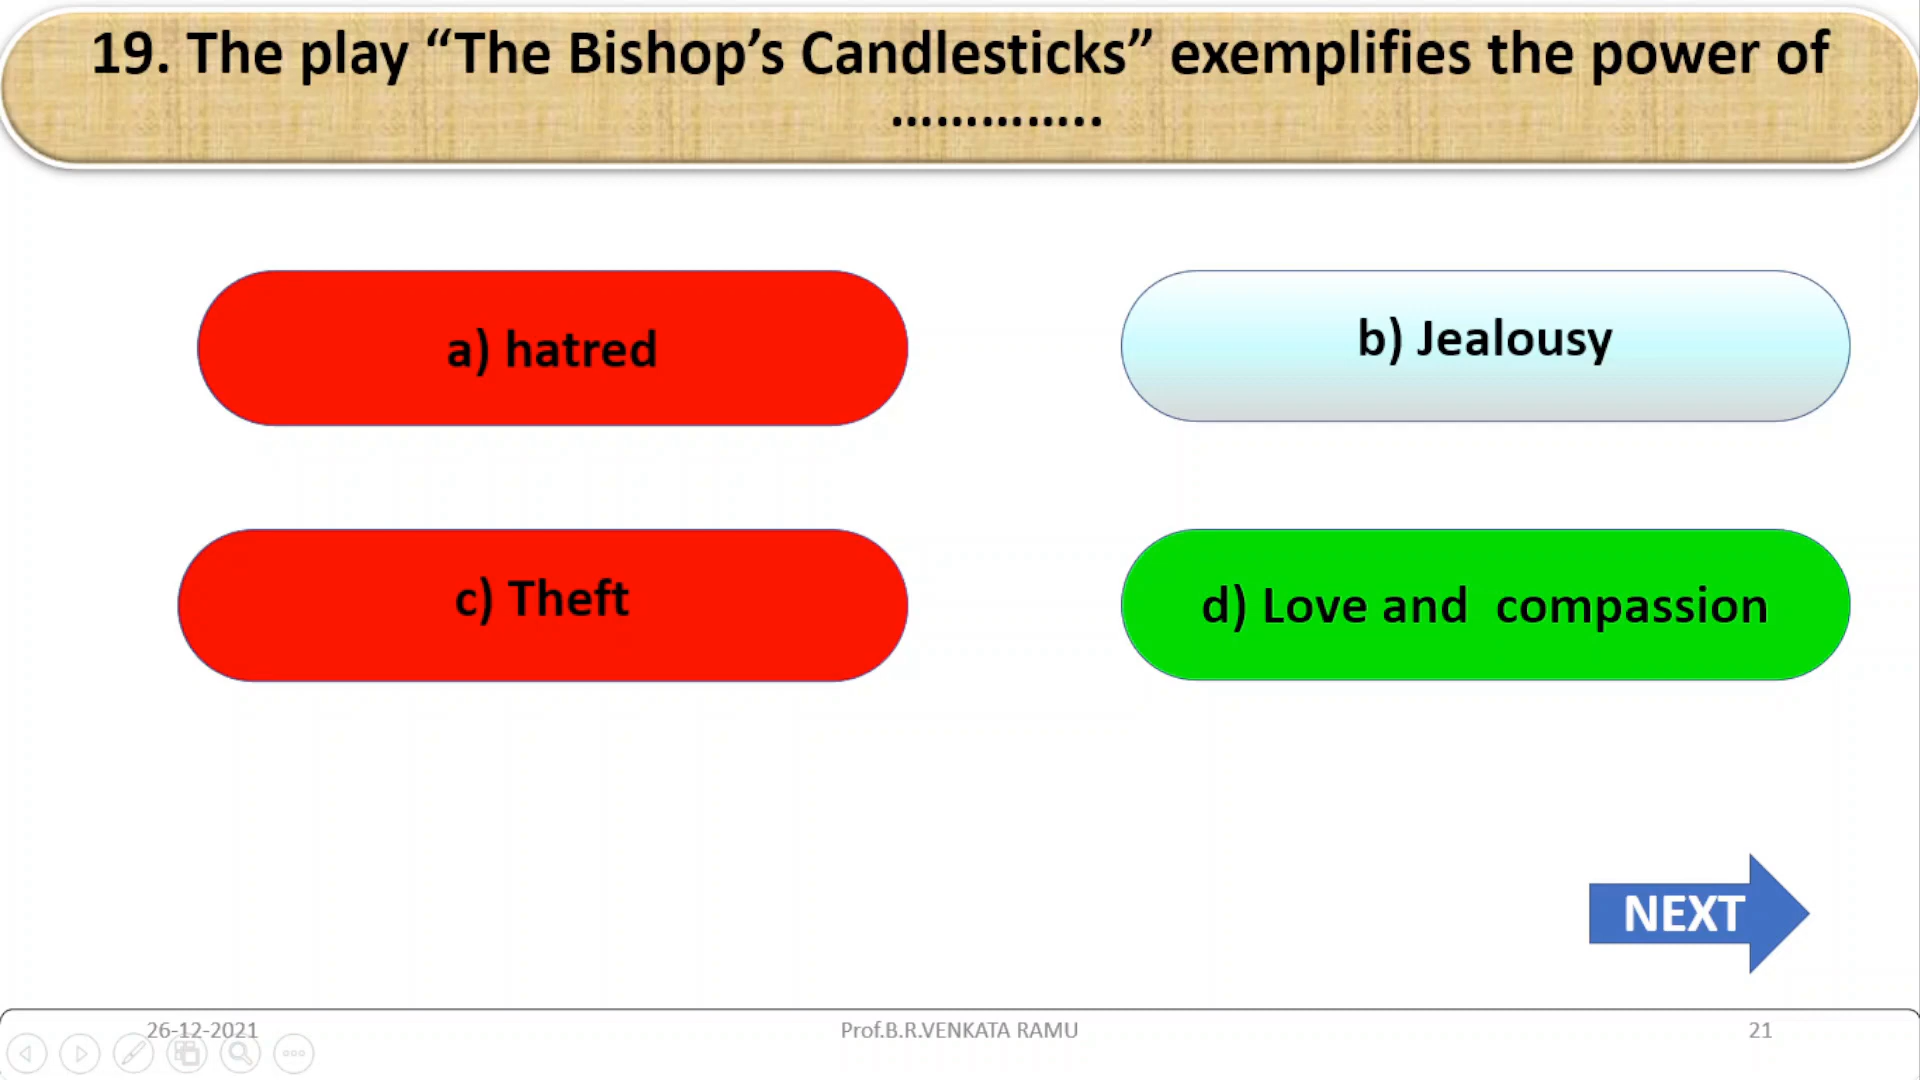 19. The play “The Bishop’s Candlesticks” exemplifies the power of
…………..
a) hatred
b) Jealousy
c) Theft
d) Love and  compassion
NEXT
26-12-2021
Prof.B.R.VENKATA RAMU
21